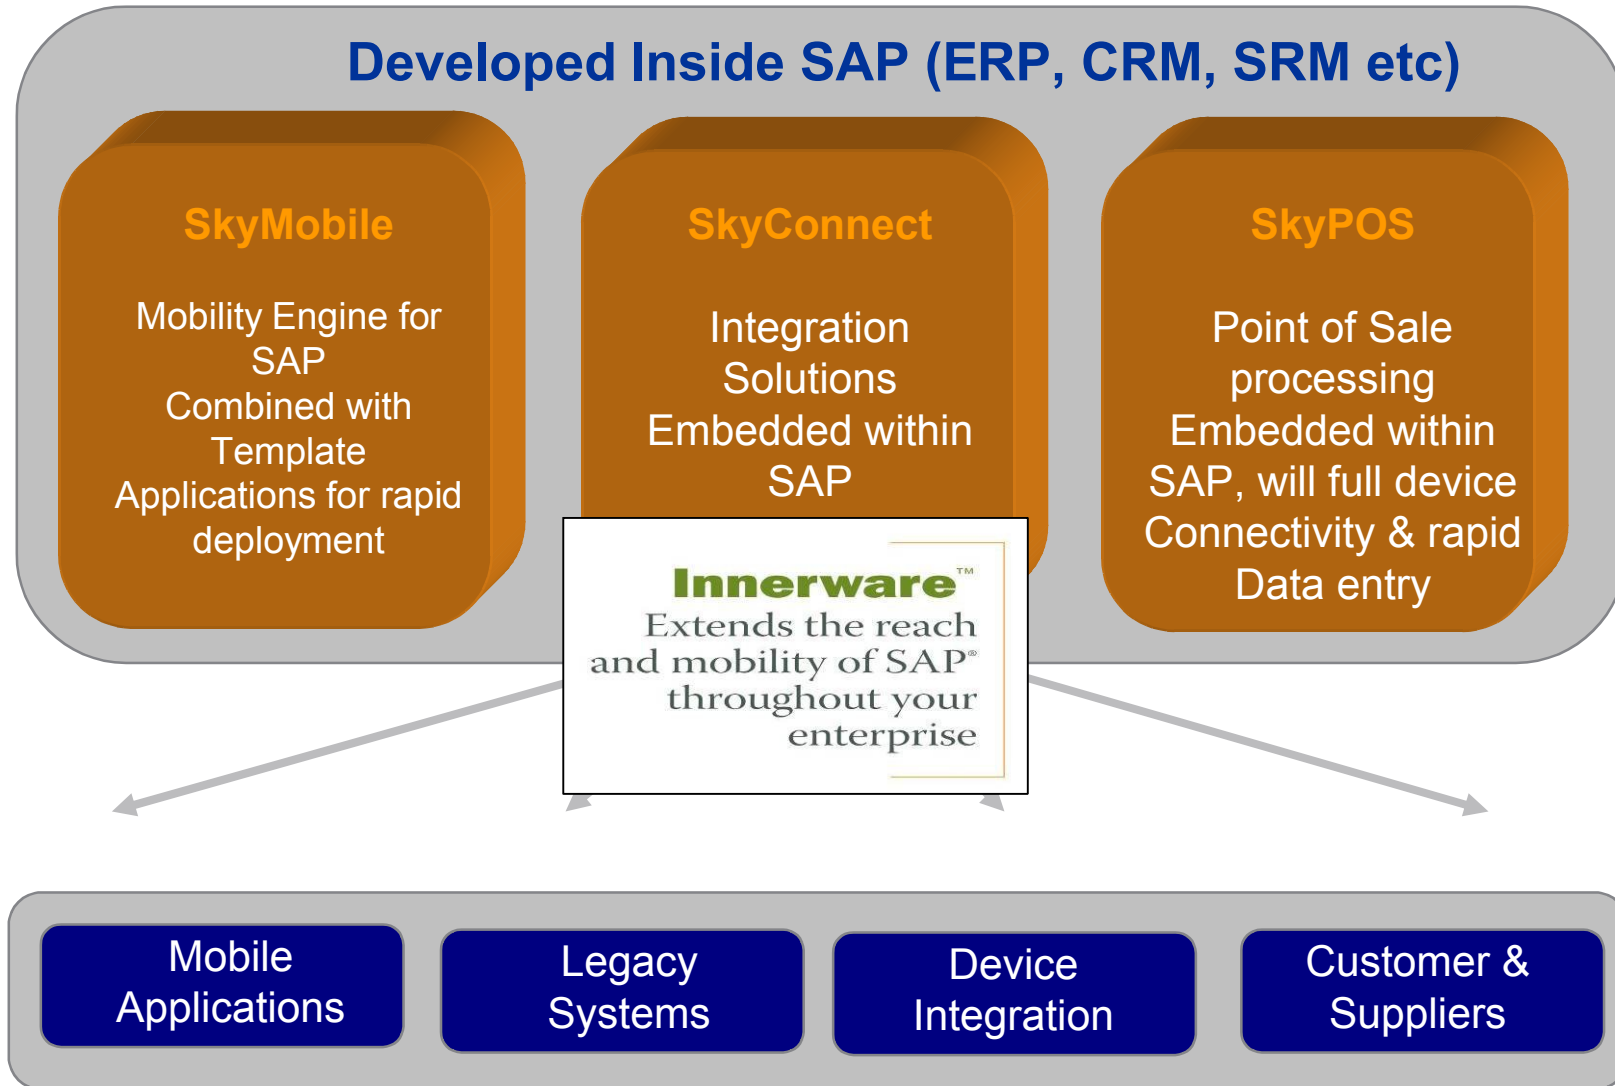 Developed Inside SAP (ERP, CRM, SRM etc)
SkyMobile
Mobility Engine for
SAP
Combined with
Template
Applications for rapid
deployment
SkyConnect
Integration
Solutions
Embedded within
SAP
SkyPOS
Point of Sale
processing
Embedded within
SAP, will full device
Connectivity & rapid
Data entry
Innerware™
Extends the reach
and mobility of SAP®
throughout your
enterprise
Mobile
Applications
Legacy
Systems
Device
Integration
Customer &
Suppliers